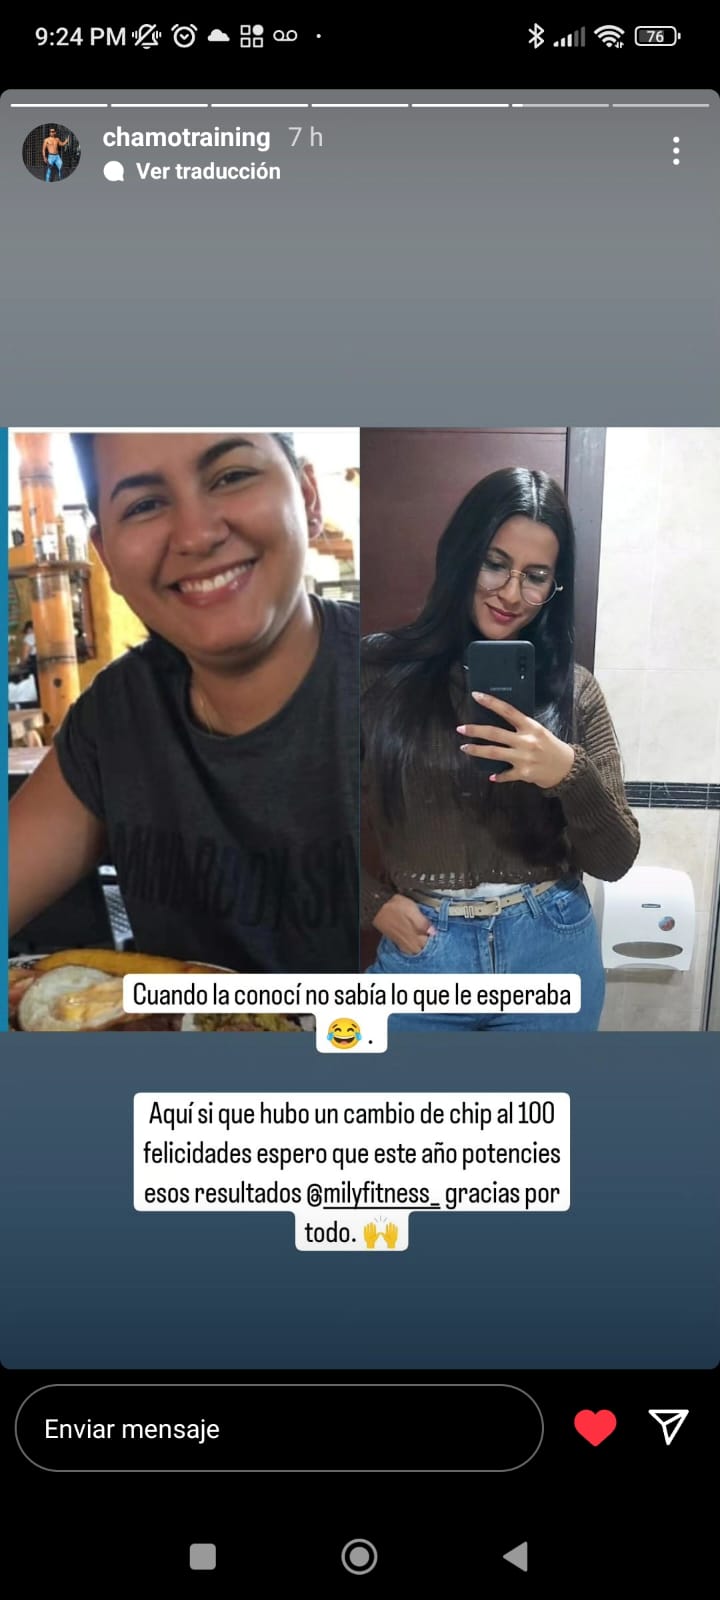 9:24 PM
76
chamotraining 7 h
Ver traducción
SAMSUNG
Cuando la conocí no sabía lo que le esperaba
😂 .
Aquí si que hubo un cambio de chip al 100
felicidades espero que este año potencies
esos resultados @milyfitness_ gracias por
todo. 🙌
Enviar mensaje